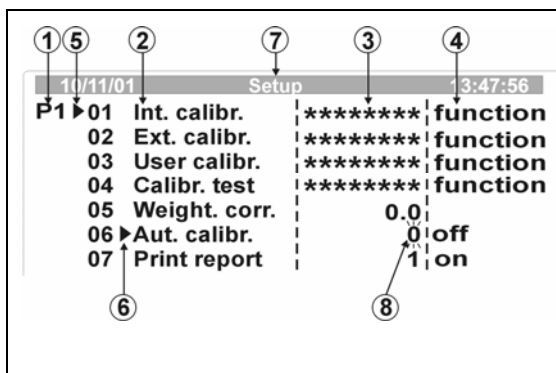 1 5 2 7 3 4
10/11/01 Setup 13:47:56
P1 01 Int. calibr. ******** function
02 Ext. calibr. ******** function
03 User calibr. ******** function
04 Calibr. test ******** function
05 Weight. corr. 0.0
06 Aut. calibr. 0 off
07 Print report 1 on
6 8